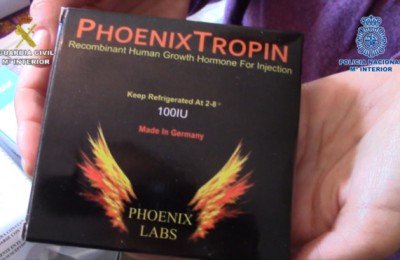 GUARDIA CIVIL
Mº INTERIOR
POLICIA NACIONAL
Mº INTERIOR
PHOENIXTROPIN
Recombinant Human Growth Hormone For Injection
Keep Refrigerated At 2-8°
100IU
Made In Germany
PHOENIX
LABS